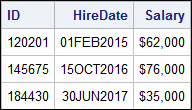 ID HireDate Salary
120201 01FEB2015 $62,000
145675 15OCT2016 $76,000
184430 30JUN2017 $35,000